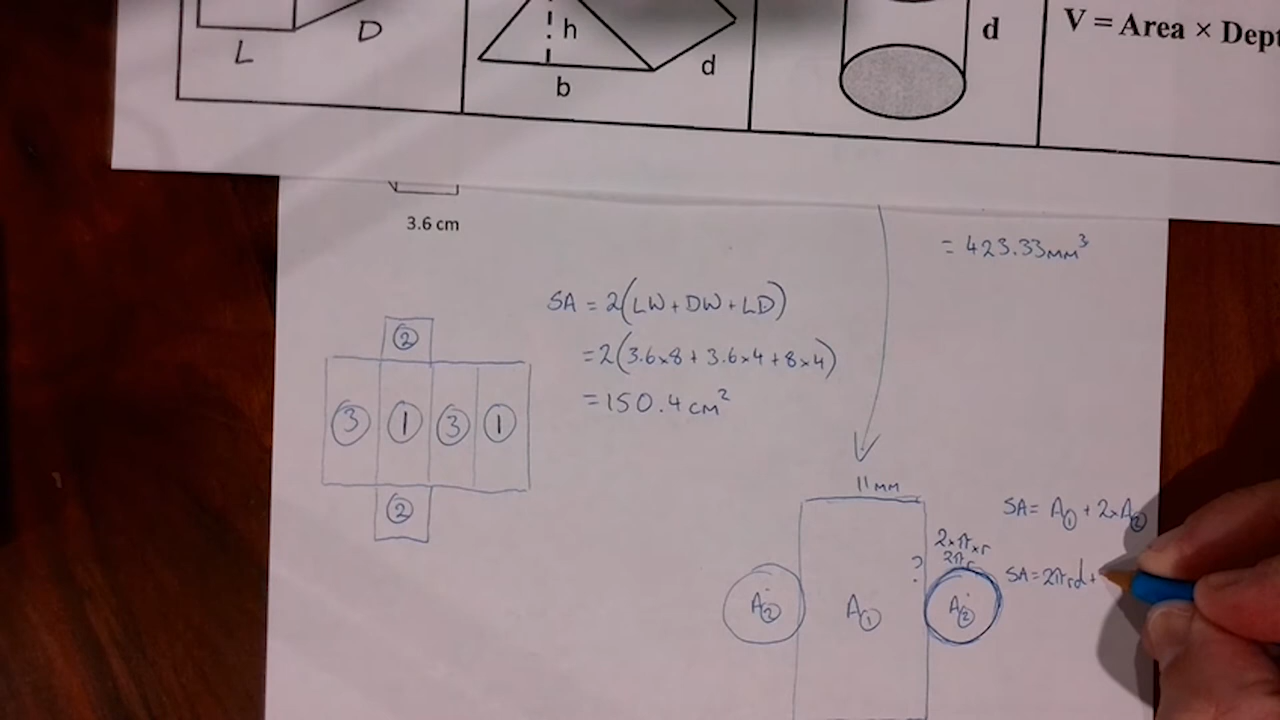 L
D
h
b
d
d
V = Area × Dept
3.6 cm
= 423.33mm³
SA = 2(LW + DW + LD)
= 2(3.6×8 + 3.6×4 + 8×4)
= 150.4 cm²
②
③ ① ③ ①
②
11mm
SA = A① + 2×A②
2×π×r
2πr
?
SA = 2πrd +
A②
A①
A②